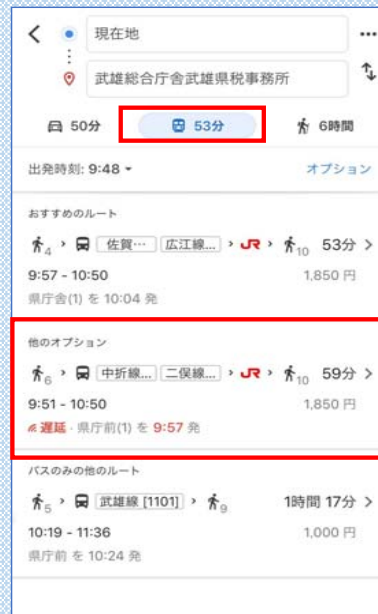 現在地
武雄総合庁舎武雄県税事務所
50分 53分 6時間
出発時刻: 9:48 オプション
おすすめのルート
4 佐賀… 広江線... JR 10 53分
9:57 - 10:50 1,850 円
県庁舎(1) を 10:04 発
他のオプション
6 中折線... 二俣線... JR 10 59分
9:51 - 10:50 1,850 円
遅延 · 県庁前(1) を 9:57 発
バスのみの他のルート
5 武雄線 [1101] 9 1時間 17分
10:19 - 11:36 1,000 円
県庁前 を 10:24 発